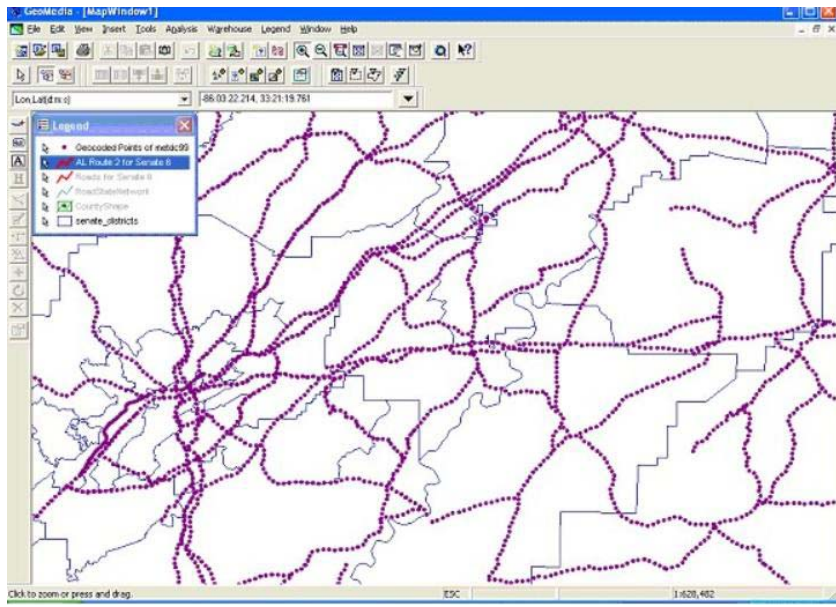 GeoMedia - [MapWindow1]
File Edit View Insert Tools Analysis Warehouse Legend Window Help
Lon,Lat(d:m:s) -86:03:22.214, 33:21:19.761
Legend
Geocoded Points of metdc99
AL Route 2 for Senate 6
Roads for Senate 6
RoadStateNetwork
CountyShape
senate_districts
Click to zoom or press and drag. ESC 1:628,482